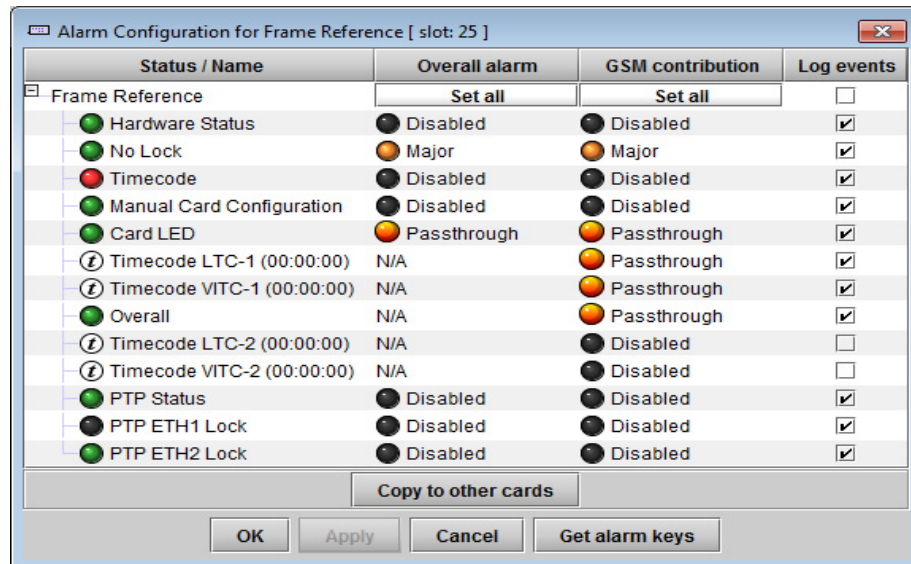 Alarm Configuration for Frame Reference [ slot: 25 ]
Status / Name Overall alarm GSM contribution Log events
Frame Reference Set all Set all
Hardware Status Disabled Disabled
No Lock Major Major
Timecode Disabled Disabled
Manual Card Configuration Disabled Disabled
Card LED Passthrough Passthrough
t Timecode LTC-1 (00:00:00) N/A Passthrough
t Timecode VITC-1 (00:00:00) N/A Passthrough
Overall N/A Passthrough
t Timecode LTC-2 (00:00:00) N/A Disabled
t Timecode VITC-2 (00:00:00) N/A Disabled
PTP Status Disabled Disabled
PTP ETH1 Lock Disabled Disabled
PTP ETH2 Lock Disabled Disabled
Copy to other cards
OK Apply Cancel Get alarm keys